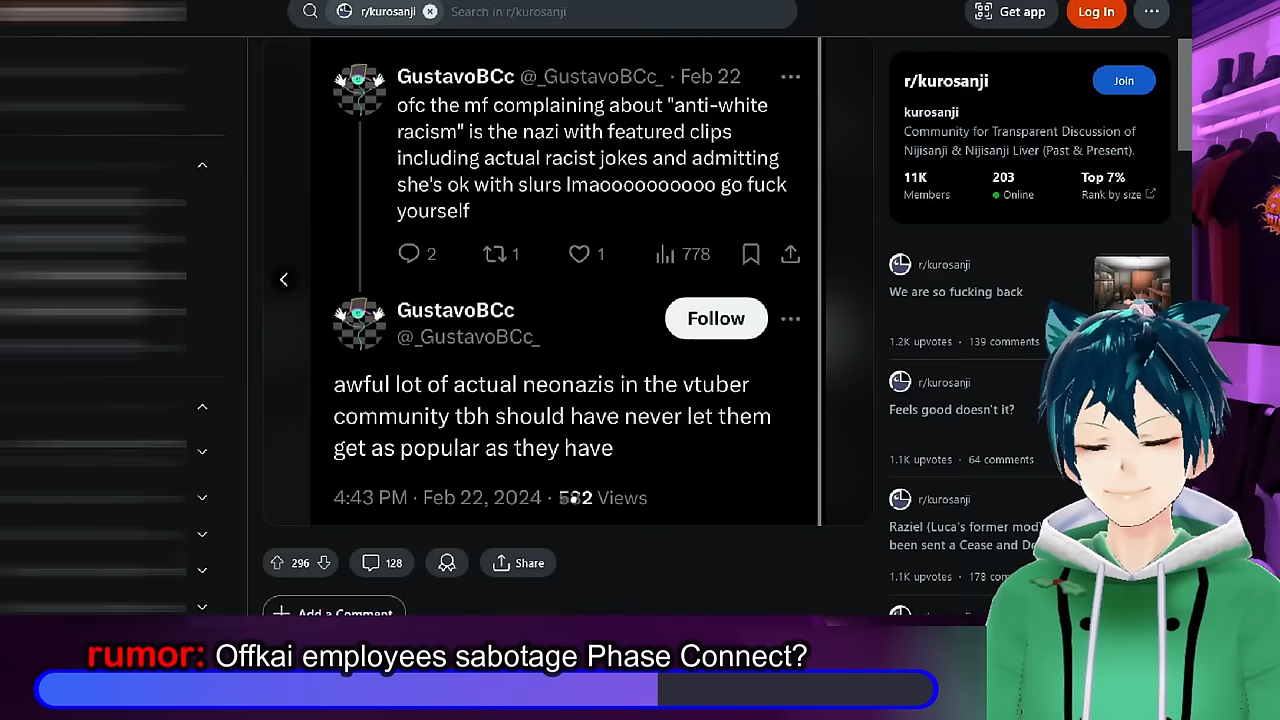 r/kurosanji
Search in r/kurosanji
Get app
Log In
GustavoBCc @_GustavoBCc_ · Feb 22
ofc the mf complaining about "anti-white
racism" is the nazi with featured clips
including actual racist jokes and admitting
she's ok with slurs lmaoooooooooo go fuck
yourself
2
1
1
778
GustavoBCc
@_GustavoBCc_
Follow
awful lot of actual neonazis in the vtuber
community tbh should have never let them
get as popular as they have
4:43 PM · Feb 22, 2024 · Views
296
128
Share
Add a Comment
r/kurosanji
Join
kurosanji
Community for Transparent Discussion of
Nijisanji & Nijisanji Liver (Past & Present).
11K
203
Top 7%
Members
Online
Rank by size
r/kurosanji
We are so fucking back
1.2K upvotes · 139 comments
r/kurosanji
Feels good doesn't it?
1.1K upvotes · 64 comments
r/kurosanji
Raziel (Luca's former mod)
been sent a Cease and
1.1K upvotes · 178
rumor: Offkai employees sabotage Phase Connect?